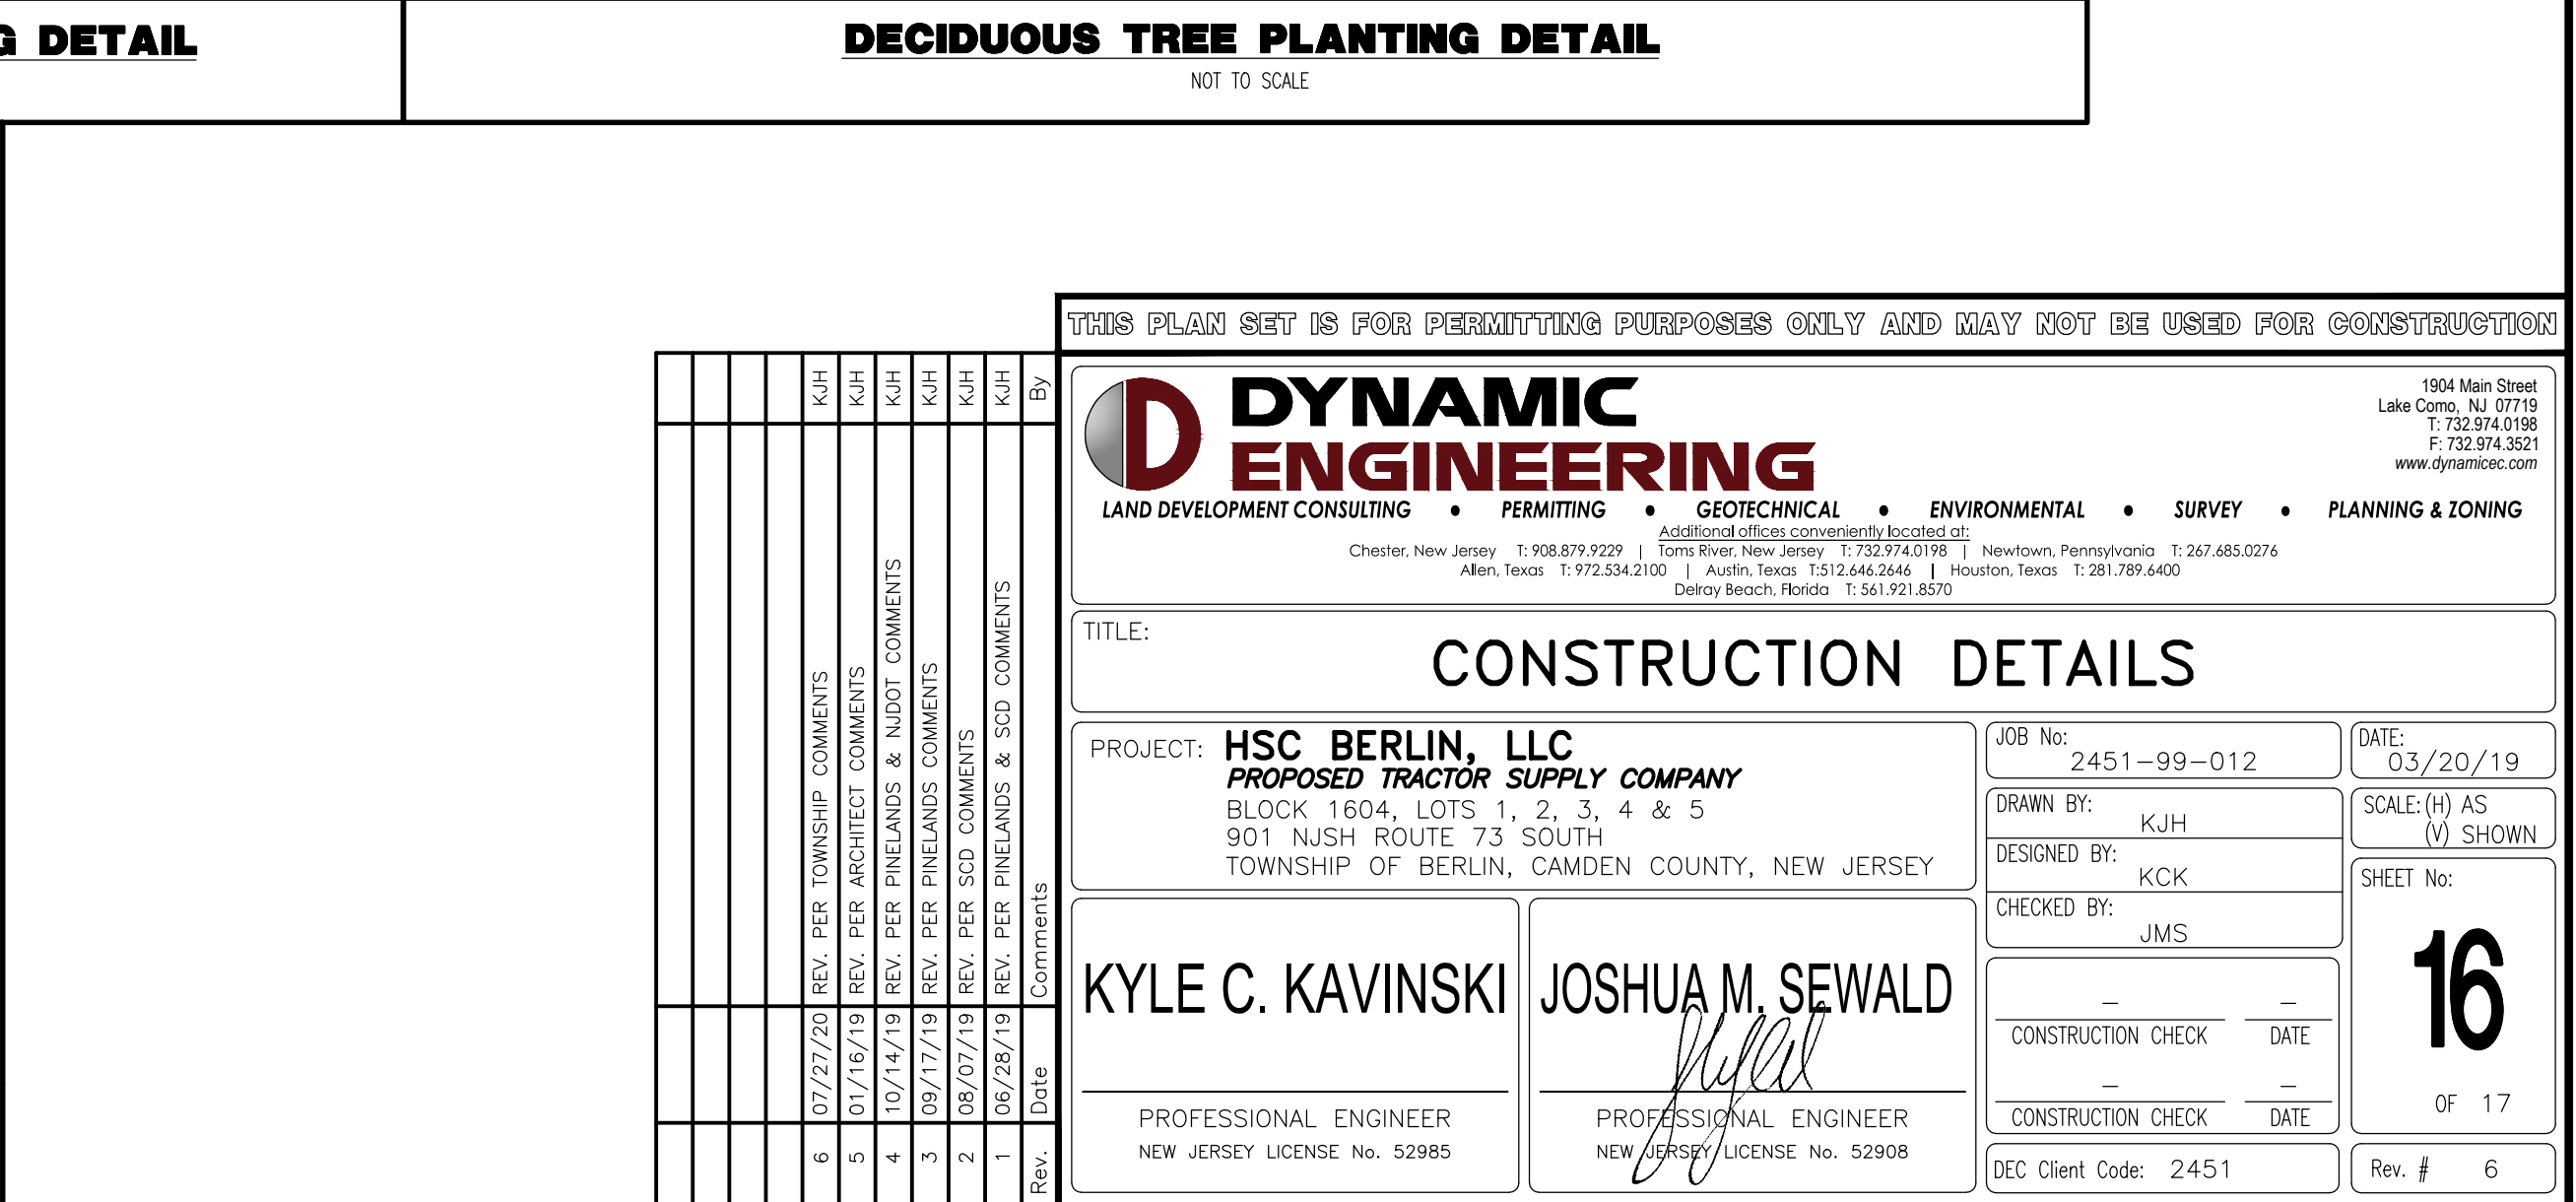 G DETAIL
DECIDUOUS TREE PLANTING DETAIL
NOT TO SCALE
THIS PLAN SET IS FOR PERMITTING PURPOSES ONLY AND MAY NOT BE USED FOR CONSTRUCTION
DYNAMIC
ENGINEERING
1904 Main Street
Lake Como, NJ 07719
T: 732.974.0198
F: 732.974.3521
www.dynamicec.com
LAND DEVELOPMENT CONSULTING • PERMITTING • GEOTECHNICAL • ENVIRONMENTAL • SURVEY • PLANNING & ZONING
Additional offices conveniently located at:
Chester, New Jersey T: 908.879.9229 | Toms River, New Jersey T: 732.974.0198 | Newtown, Pennsylvania T: 267.685.0276
Allen, Texas T: 972.534.2100 | Austin, Texas T:512.646.2646 | Houston, Texas T: 281.789.6400
Delray Beach, Florida T: 561.921.8570
TITLE:
CONSTRUCTION DETAILS
PROJECT: HSC BERLIN, LLC
PROPOSED TRACTOR SUPPLY COMPANY
BLOCK 1604, LOTS 1, 2, 3, 4 & 5
901 NJSH ROUTE 73 SOUTH
TOWNSHIP OF BERLIN, CAMDEN COUNTY, NEW JERSEY
JOB No:
2451-99-012
DATE:
03/20/19
DRAWN BY:
KJH
SCALE: (H) AS
(V) SHOWN
DESIGNED BY:
KCK
CHECKED BY:
JMS
SHEET No:
16
OF 17
KYLE C. KAVINSKI
PROFESSIONAL ENGINEER
NEW JERSEY LICENSE No. 52985
JOSHUA M. SEWALD
PROFESSIONAL ENGINEER
NEW JERSEY LICENSE No. 52908
- -
CONSTRUCTION CHECK DATE
- -
CONSTRUCTION CHECK DATE
DEC Client Code: 2451
Rev. # 6
6 07/27/20 REV. PER TOWNSHIP COMMENTS KJH
5 01/16/19 REV. PER ARCHITECT COMMENTS KJH
4 10/14/19 REV. PER PINELANDS & NJDOT COMMENTS KJH
3 09/17/19 REV. PER PINELANDS COMMENTS KJH
2 08/07/19 REV. PER SCD COMMENTS KJH
1 06/28/19 REV. PER PINELANDS & SCD COMMENTS KJH
Rev. Date Comments By